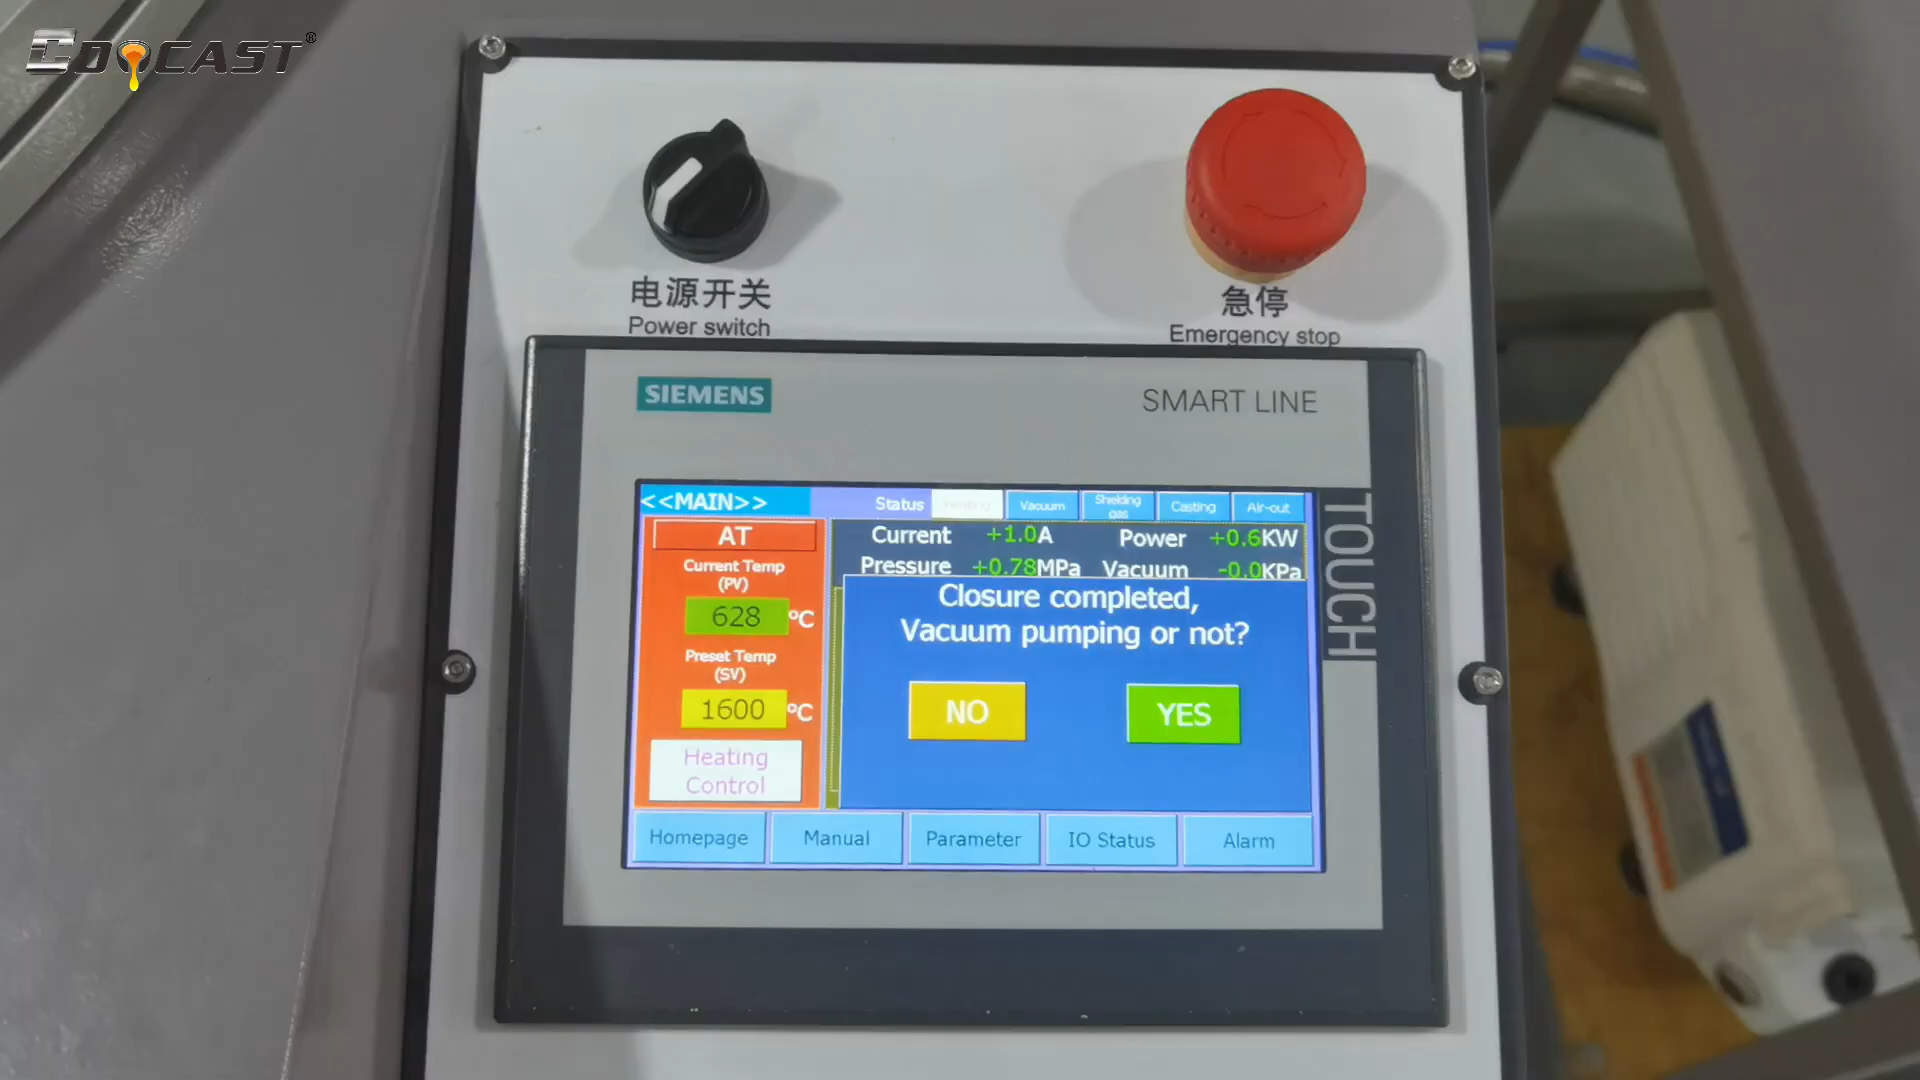 EDOCAST®
电源开关
Power switch
急停
Emergency stop
SIEMENS
SMART LINE
TOUCH
<<MAIN>>
Status
Vacuum
Shielding
gas
Casting
Air-out
AT
Current Temp
(PV)
628 °C
Preset Temp
(SV)
1600 °C
Heating
Control
Current +1.0A Power +0.6KW
Pressure +0.78MPa Vacuum -0.0KPa
Closure completed,
Vacuum pumping or not?
NO
YES
Homepage
Manual
Parameter
IO Status
Alarm